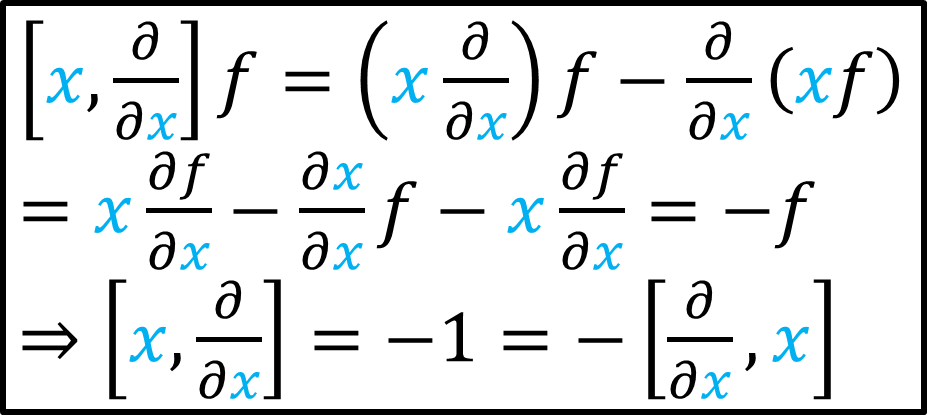 [x, ∂/∂x] f = (x ∂/∂x) f − ∂/∂x (xf)
= x ∂f/∂x − ∂x/∂x f − x ∂f/∂x = −f
⇒ [x, ∂/∂x] = −1 = −[∂/∂x, x]